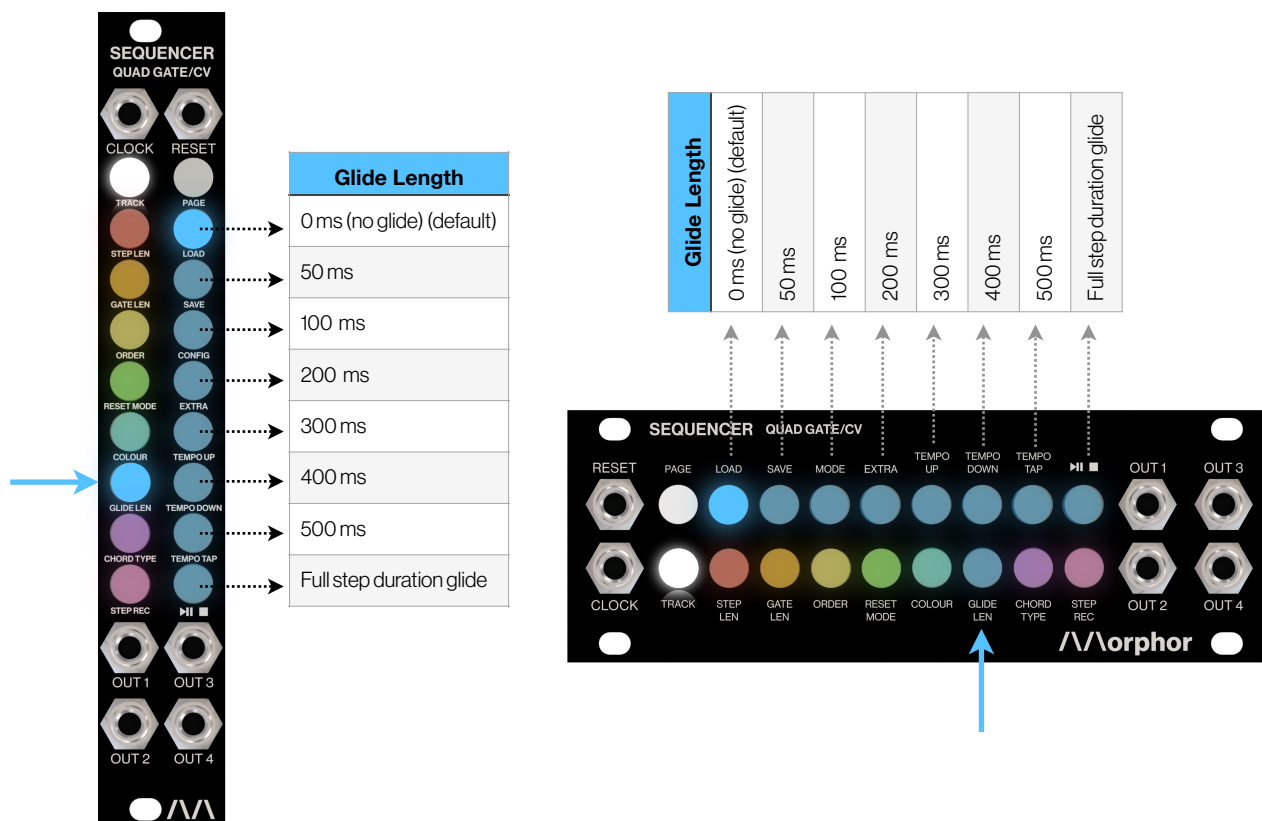 SEQUENCER
QUAD GATE/CV
CLOCK RESET
TRACK PAGE
STEP LEN LOAD
GATE LEN SAVE
ORDER CONFIG
RESET MODE EXTRA
COLOUR TEMPO UP
GLIDE LEN TEMPO DOWN
CHORD TYPE TEMPO TAP
STEP REC
OUT 1 OUT 3
OUT 2 OUT 4
Glide Length
0 ms (no glide) (default)
50 ms
100 ms
200 ms
300 ms
400 ms
500 ms
Full step duration glide
Glide Length
0 ms (no glide) (default)
50 ms
100 ms
200 ms
300 ms
400 ms
500 ms
Full step duration glide
SEQUENCER QUAD GATE/CV
RESET PAGE LOAD SAVE MODE EXTRA TEMPO UP TEMPO DOWN TEMPO TAP OUT 1 OUT 3
CLOCK TRACK STEP LEN GATE LEN ORDER RESET MODE COLOUR GLIDE LEN CHORD TYPE STEP REC OUT 2 OUT 4
/\/\orphor